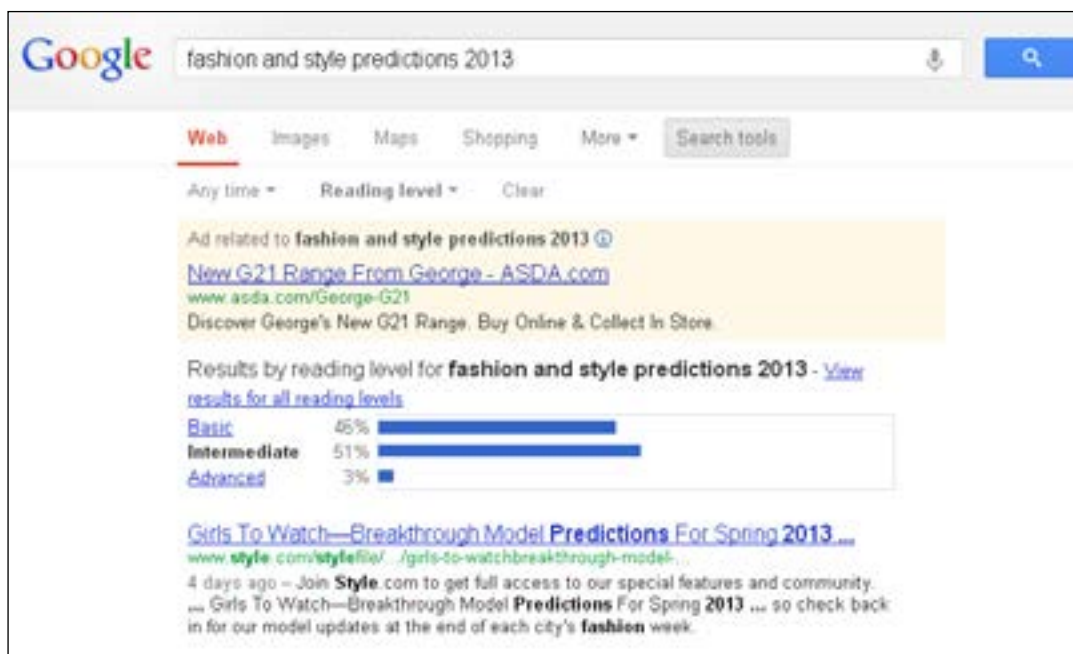 Google fashion and style predictions 2013
Web Images Maps Shopping More Search tools
Any time Reading level Clear
Ad related to fashion and style predictions 2013
New G21 Range From George - ASDA.com
www.asda.com/George-G21
Discover George's New G21 Range. Buy Online & Collect In Store.
Results by reading level for fashion and style predictions 2013 - View
results for all reading levels
Basic 46%
Intermediate 51%
Advanced 3%
Girls To Watch—Breakthrough Model Predictions For Spring 2013 ...
www.style.com/stylefile/.../girls-to-watchbreakthrough-model-...
4 days ago – Join Style.com to get full access to our special features and community.
... Girls To Watch—Breakthrough Model Predictions For Spring 2013 ... so check back
in for our model updates at the end of each city's fashion week.